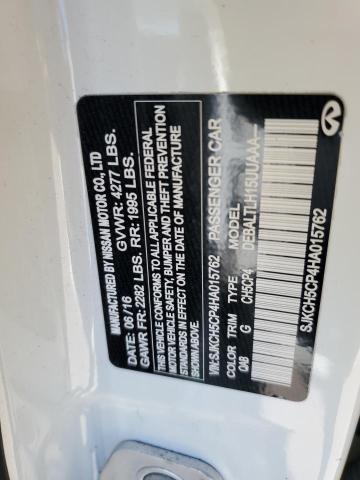 MANUFACTURED BY NISSAN MOTOR CO., LTD
DATE: 06 / 16 GVWR: 4277 LBS.
GAWR FR: 2282 LBS. RR: 1995 LBS.
THIS VEHICLE CONFORMS TO ALL APPLICABLE FEDERAL
MOTOR VEHICLE SAFETY, BUMPER AND THEFT PREVENTION
STANDARDS IN EFFECT ON THE DATE OF MANUFACTURE
SHOWN ABOVE.
VIN:SJKCH5CP4HA015762 PASSENGER CAR
COLOR TRIM TYPE MODEL
QAB G CH5CP4 DEBALTLH15UUAAA--
SJKCH5CP4HA015762